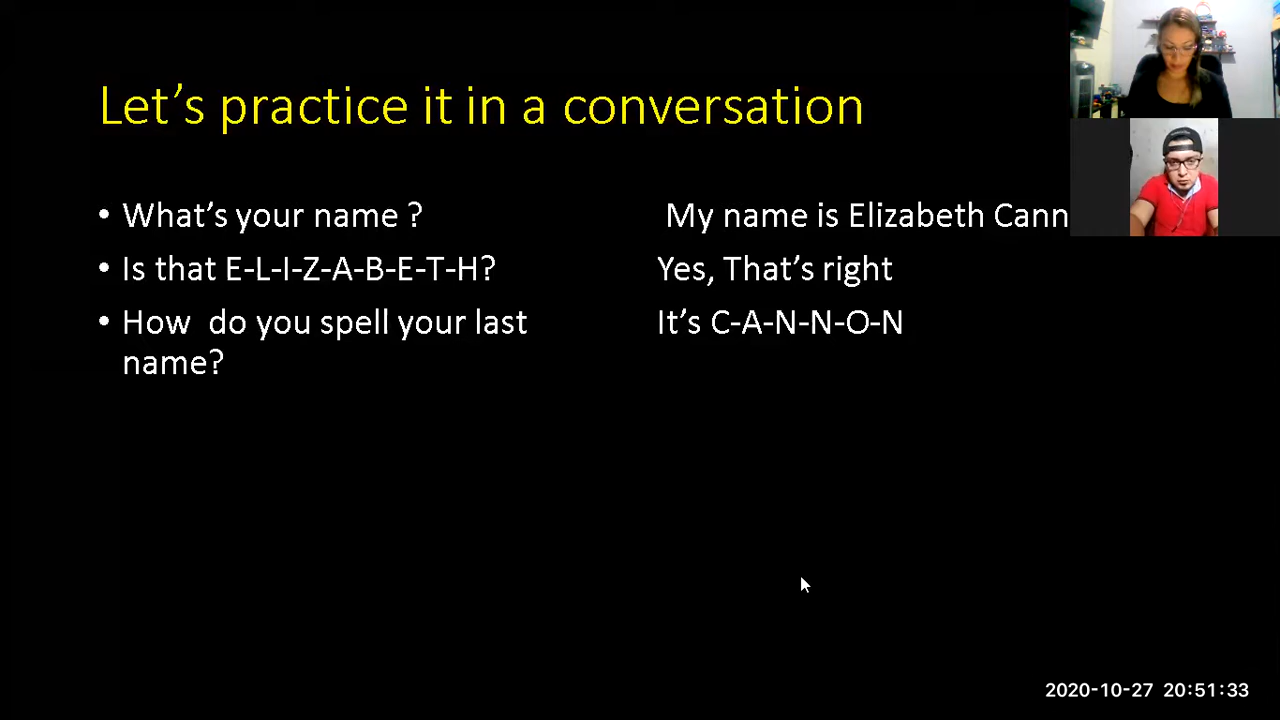 Let's practice it in a conversation
• What's your name ? My name is Elizabeth Cann
• Is that E-L-I-Z-A-B-E-T-H? Yes, That's right
• How do you spell your last It's C-A-N-N-O-N
name?
2020-10-27 20:51:33